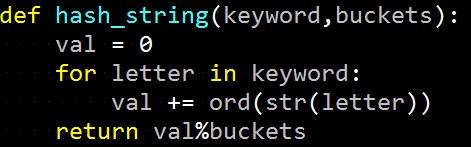 def hash_string(keyword,buckets):
    val = 0
    for letter in keyword:
        val += ord(str(letter))
    return val%buckets